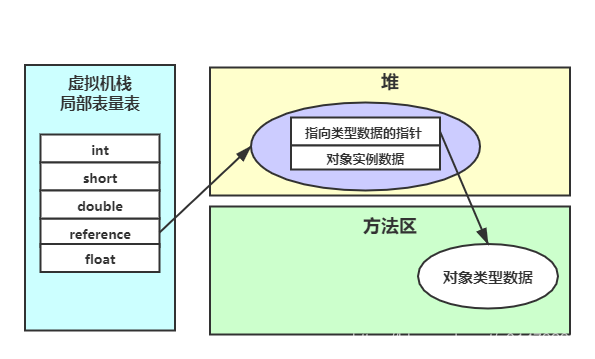 虚拟机栈
局部表量表
int
short
double
reference
float
堆
指向类型数据的指针
对象实例数据
方法区
对象类型数据